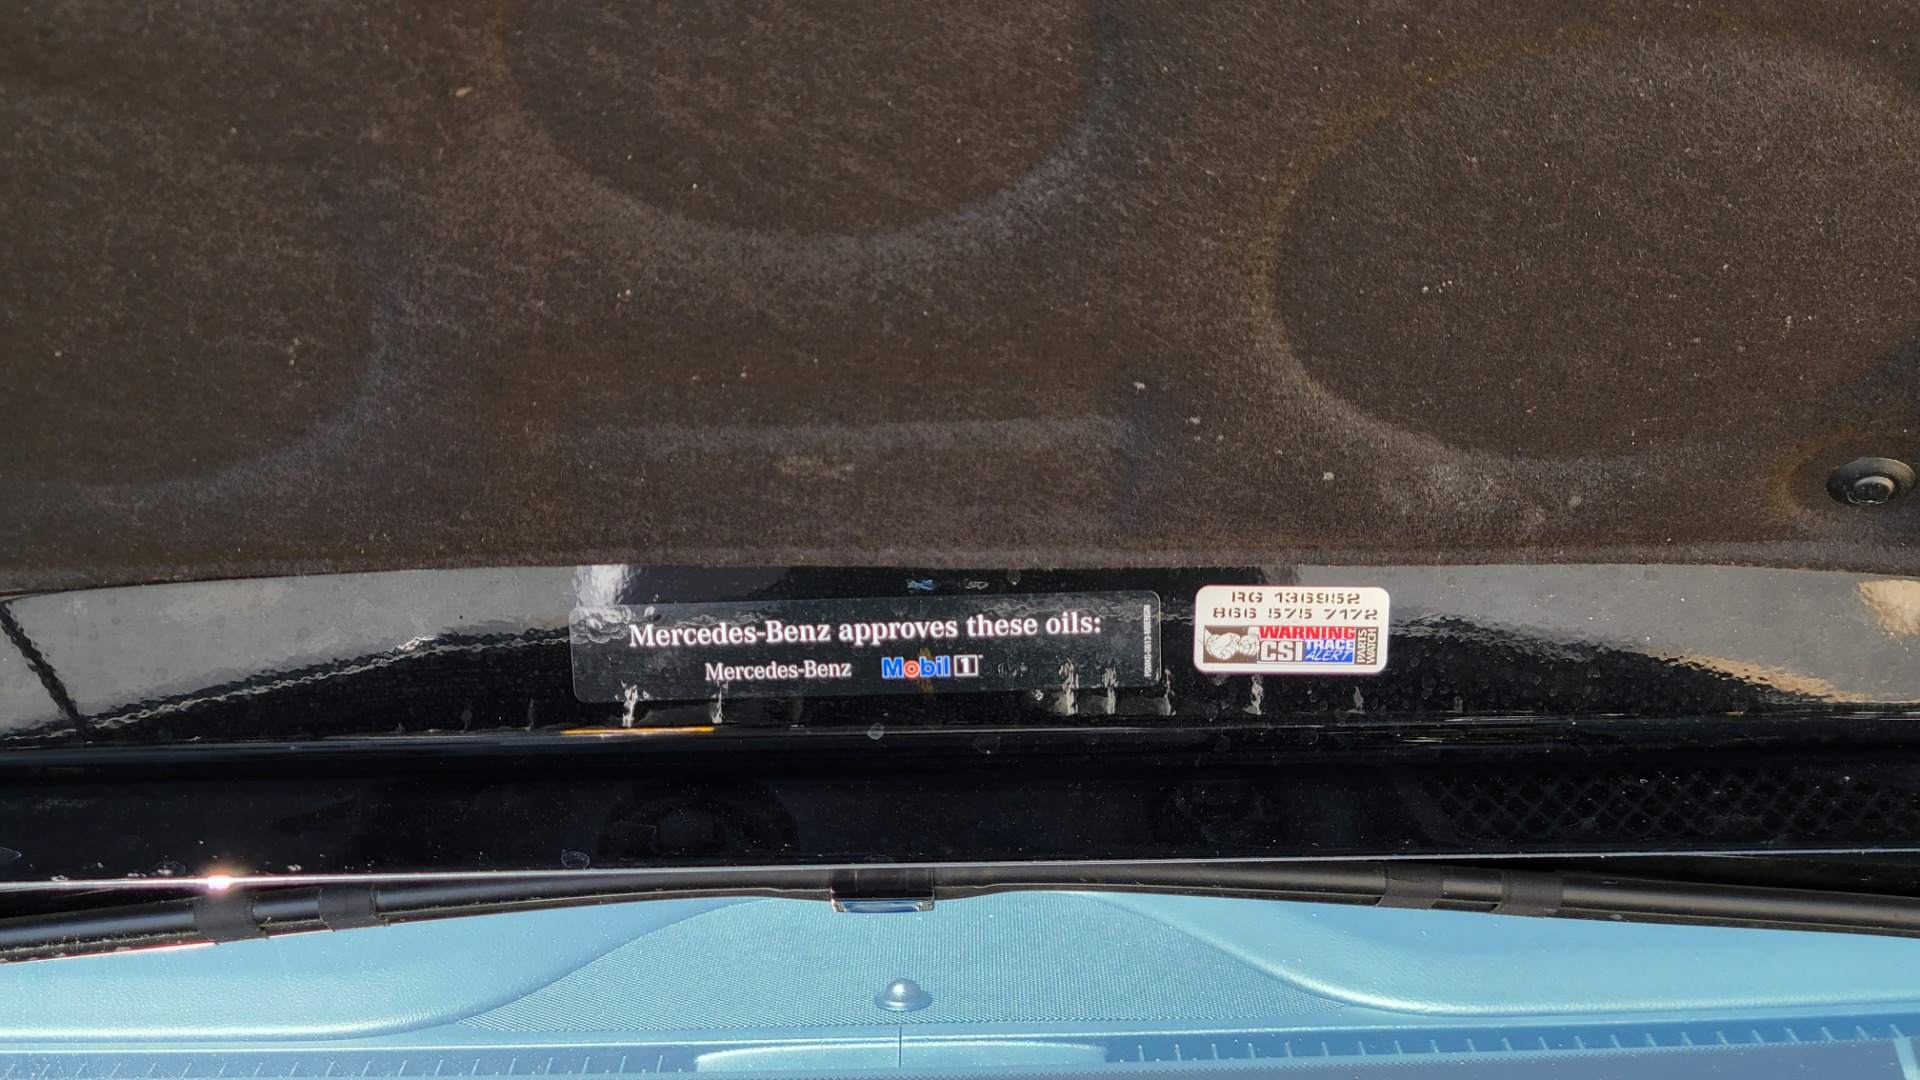 Mercedes-Benz approves these oils:
Mercedes-Benz Mobil 1
RG 136952
866 575 7172
WARNING
CSI TRACE
ALERT
PARTS
WATCH